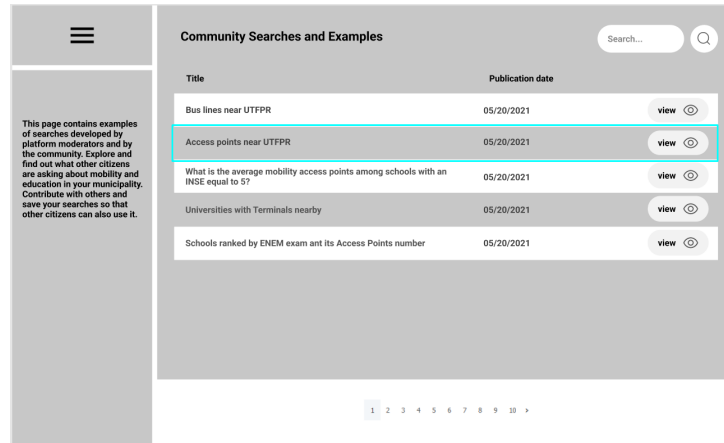 Community Searches and Examples
Search...
This page contains examples
of searches developed by
platform moderators and by
the community. Explore and
find out what other citizens
are asking about mobility and
education in your municipality.
Contribute with others and
save your searches so that
other citizens can also use it.
Title Publication date
Bus lines near UTFPR 05/20/2021 view
Access points near UTFPR 05/20/2021 view
What is the average mobility access points among schools with an
INSE equal to 5? 05/20/2021 view
Universities with Terminals nearby 05/20/2021 view
Schools ranked by ENEM exam ant its Access Points number 05/20/2021 view
1 2 3 4 5 6 7 8 9 10 >